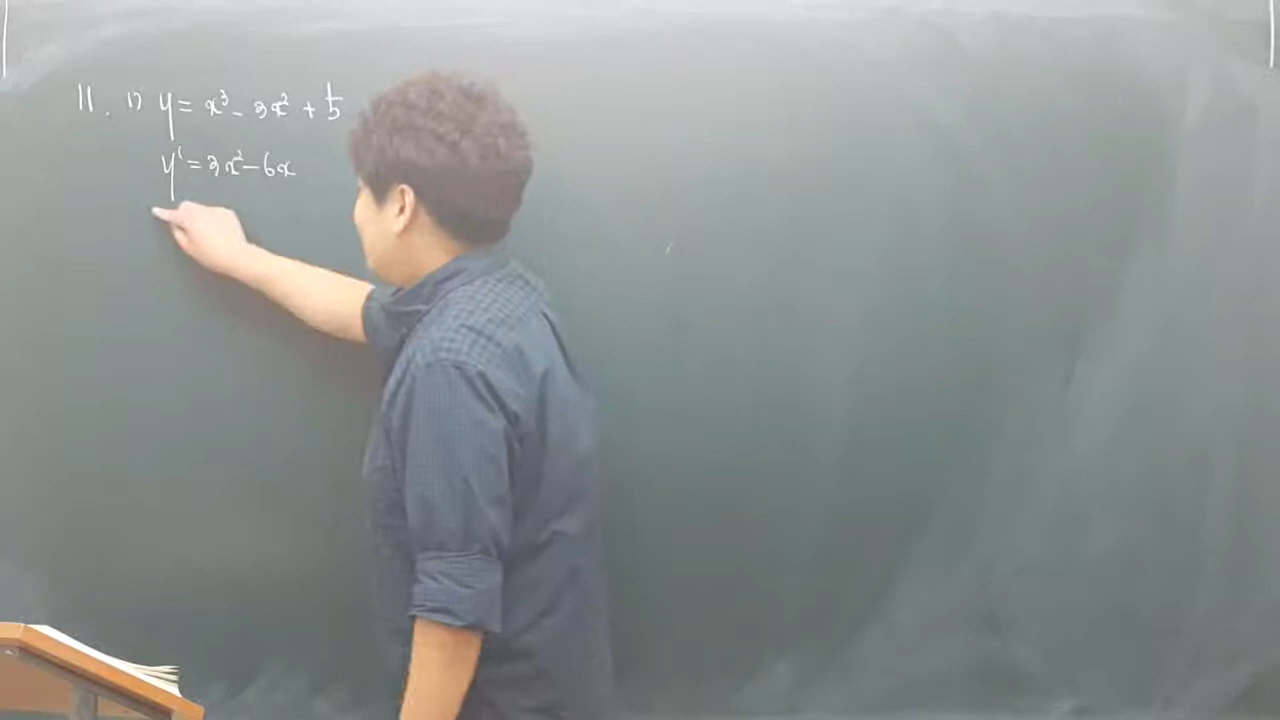 11. 1) y = x³ - 3x² + 5
y' = 3x² - 6x